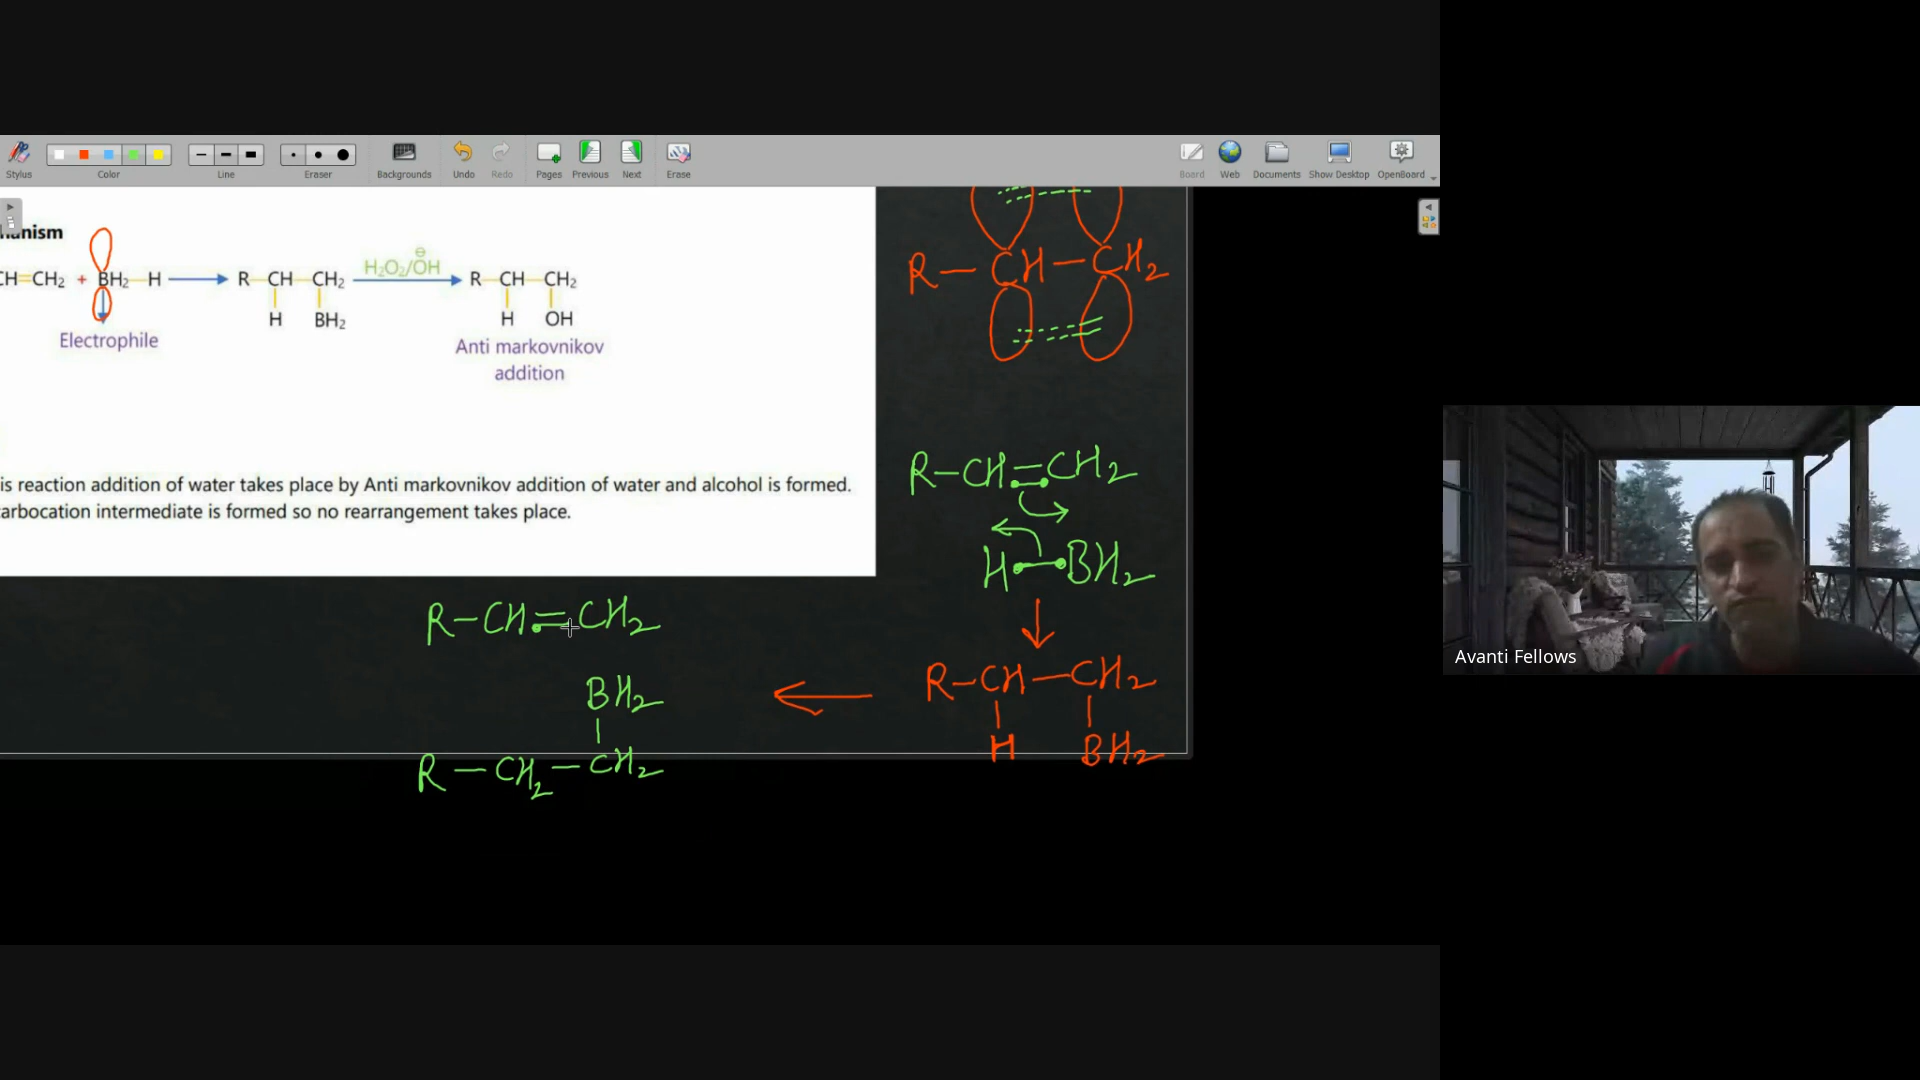 Stylus Color Line Eraser Backgrounds Undo Redo Pages Previous Next Erase Board Web Documents Show Desktop OpenBoard
anism
CH=CH₂ + BH₂–H → R–CH–CH₂ H₂O₂/OH⊖ → R–CH–CH₂
H BH₂ H OH
Electrophile
Anti markovnikov
addition
is reaction addition of water takes place by Anti markovnikov addition of water and alcohol is formed.
arbocation intermediate is formed so no rearrangement takes place.
R–CH–CH₂
R–CH=CH₂
H–BH₂
R–CH–CH₂
H BH₂
R–CH=CH₂
BH₂
R–CH₂–CH₂
Avanti Fellows